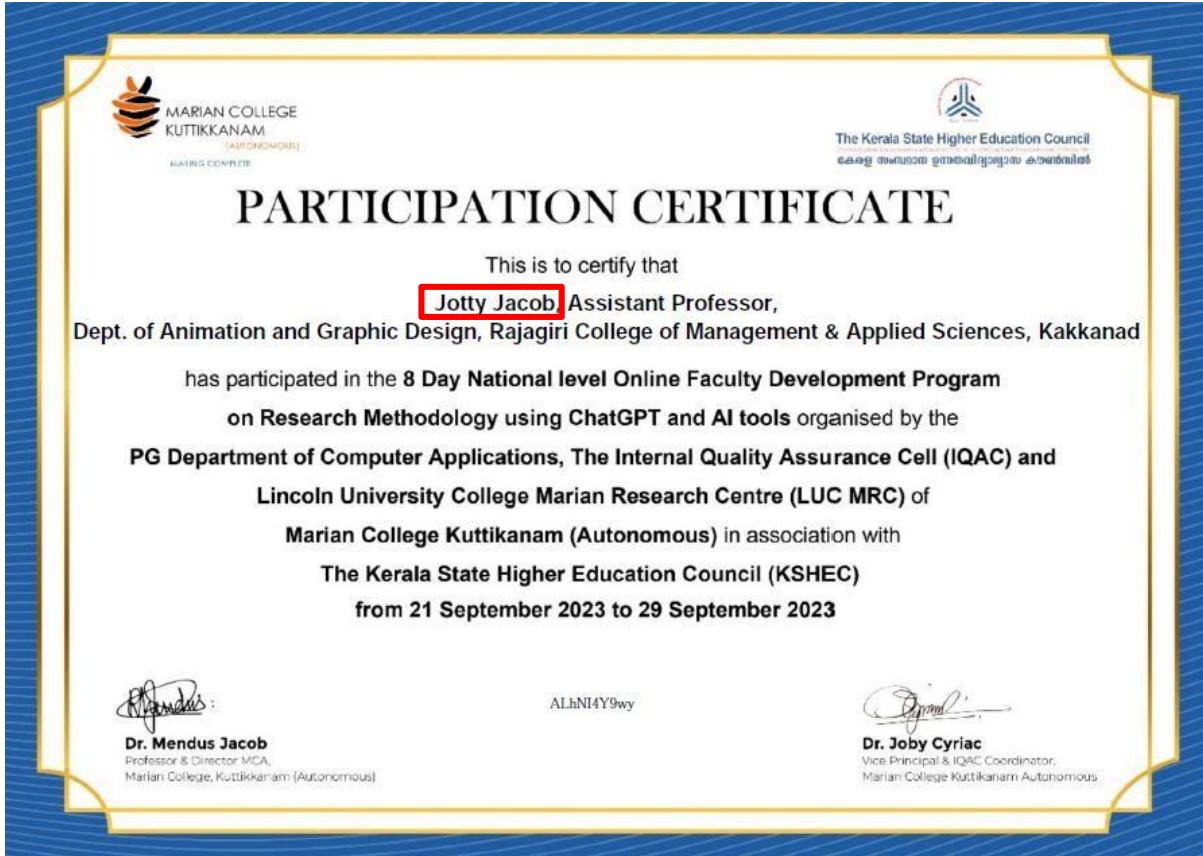 MARIAN COLLEGE
KUTTIKKANAM
(AUTONOMOUS)
MAKING COMPLETE
The Kerala State Higher Education Council
കേരള സംസ്ഥാന ഉന്നതവിദ്യാഭ്യാസ കൗൺസിൽ
PARTICIPATION CERTIFICATE
This is to certify that
Jotty Jacob, Assistant Professor,
Dept. of Animation and Graphic Design, Rajagiri College of Management & Applied Sciences, Kakkanad
has participated in the 8 Day National level Online Faculty Development Program
on Research Methodology using ChatGPT and AI tools organised by the
PG Department of Computer Applications, The Internal Quality Assurance Cell (IQAC) and
Lincoln University College Marian Research Centre (LUC MRC) of
Marian College Kuttikanam (Autonomous) in association with
The Kerala State Higher Education Council (KSHEC)
from 21 September 2023 to 29 September 2023
ALhNI4Y9wy
Dr. Mendus Jacob
Professor & Director MCA,
Marian College, Kuttikkanam (Autonomous)
Dr. Joby Cyriac
Vice Principal & IQAC Coordinator,
Marian College Kuttikanam Autonomous